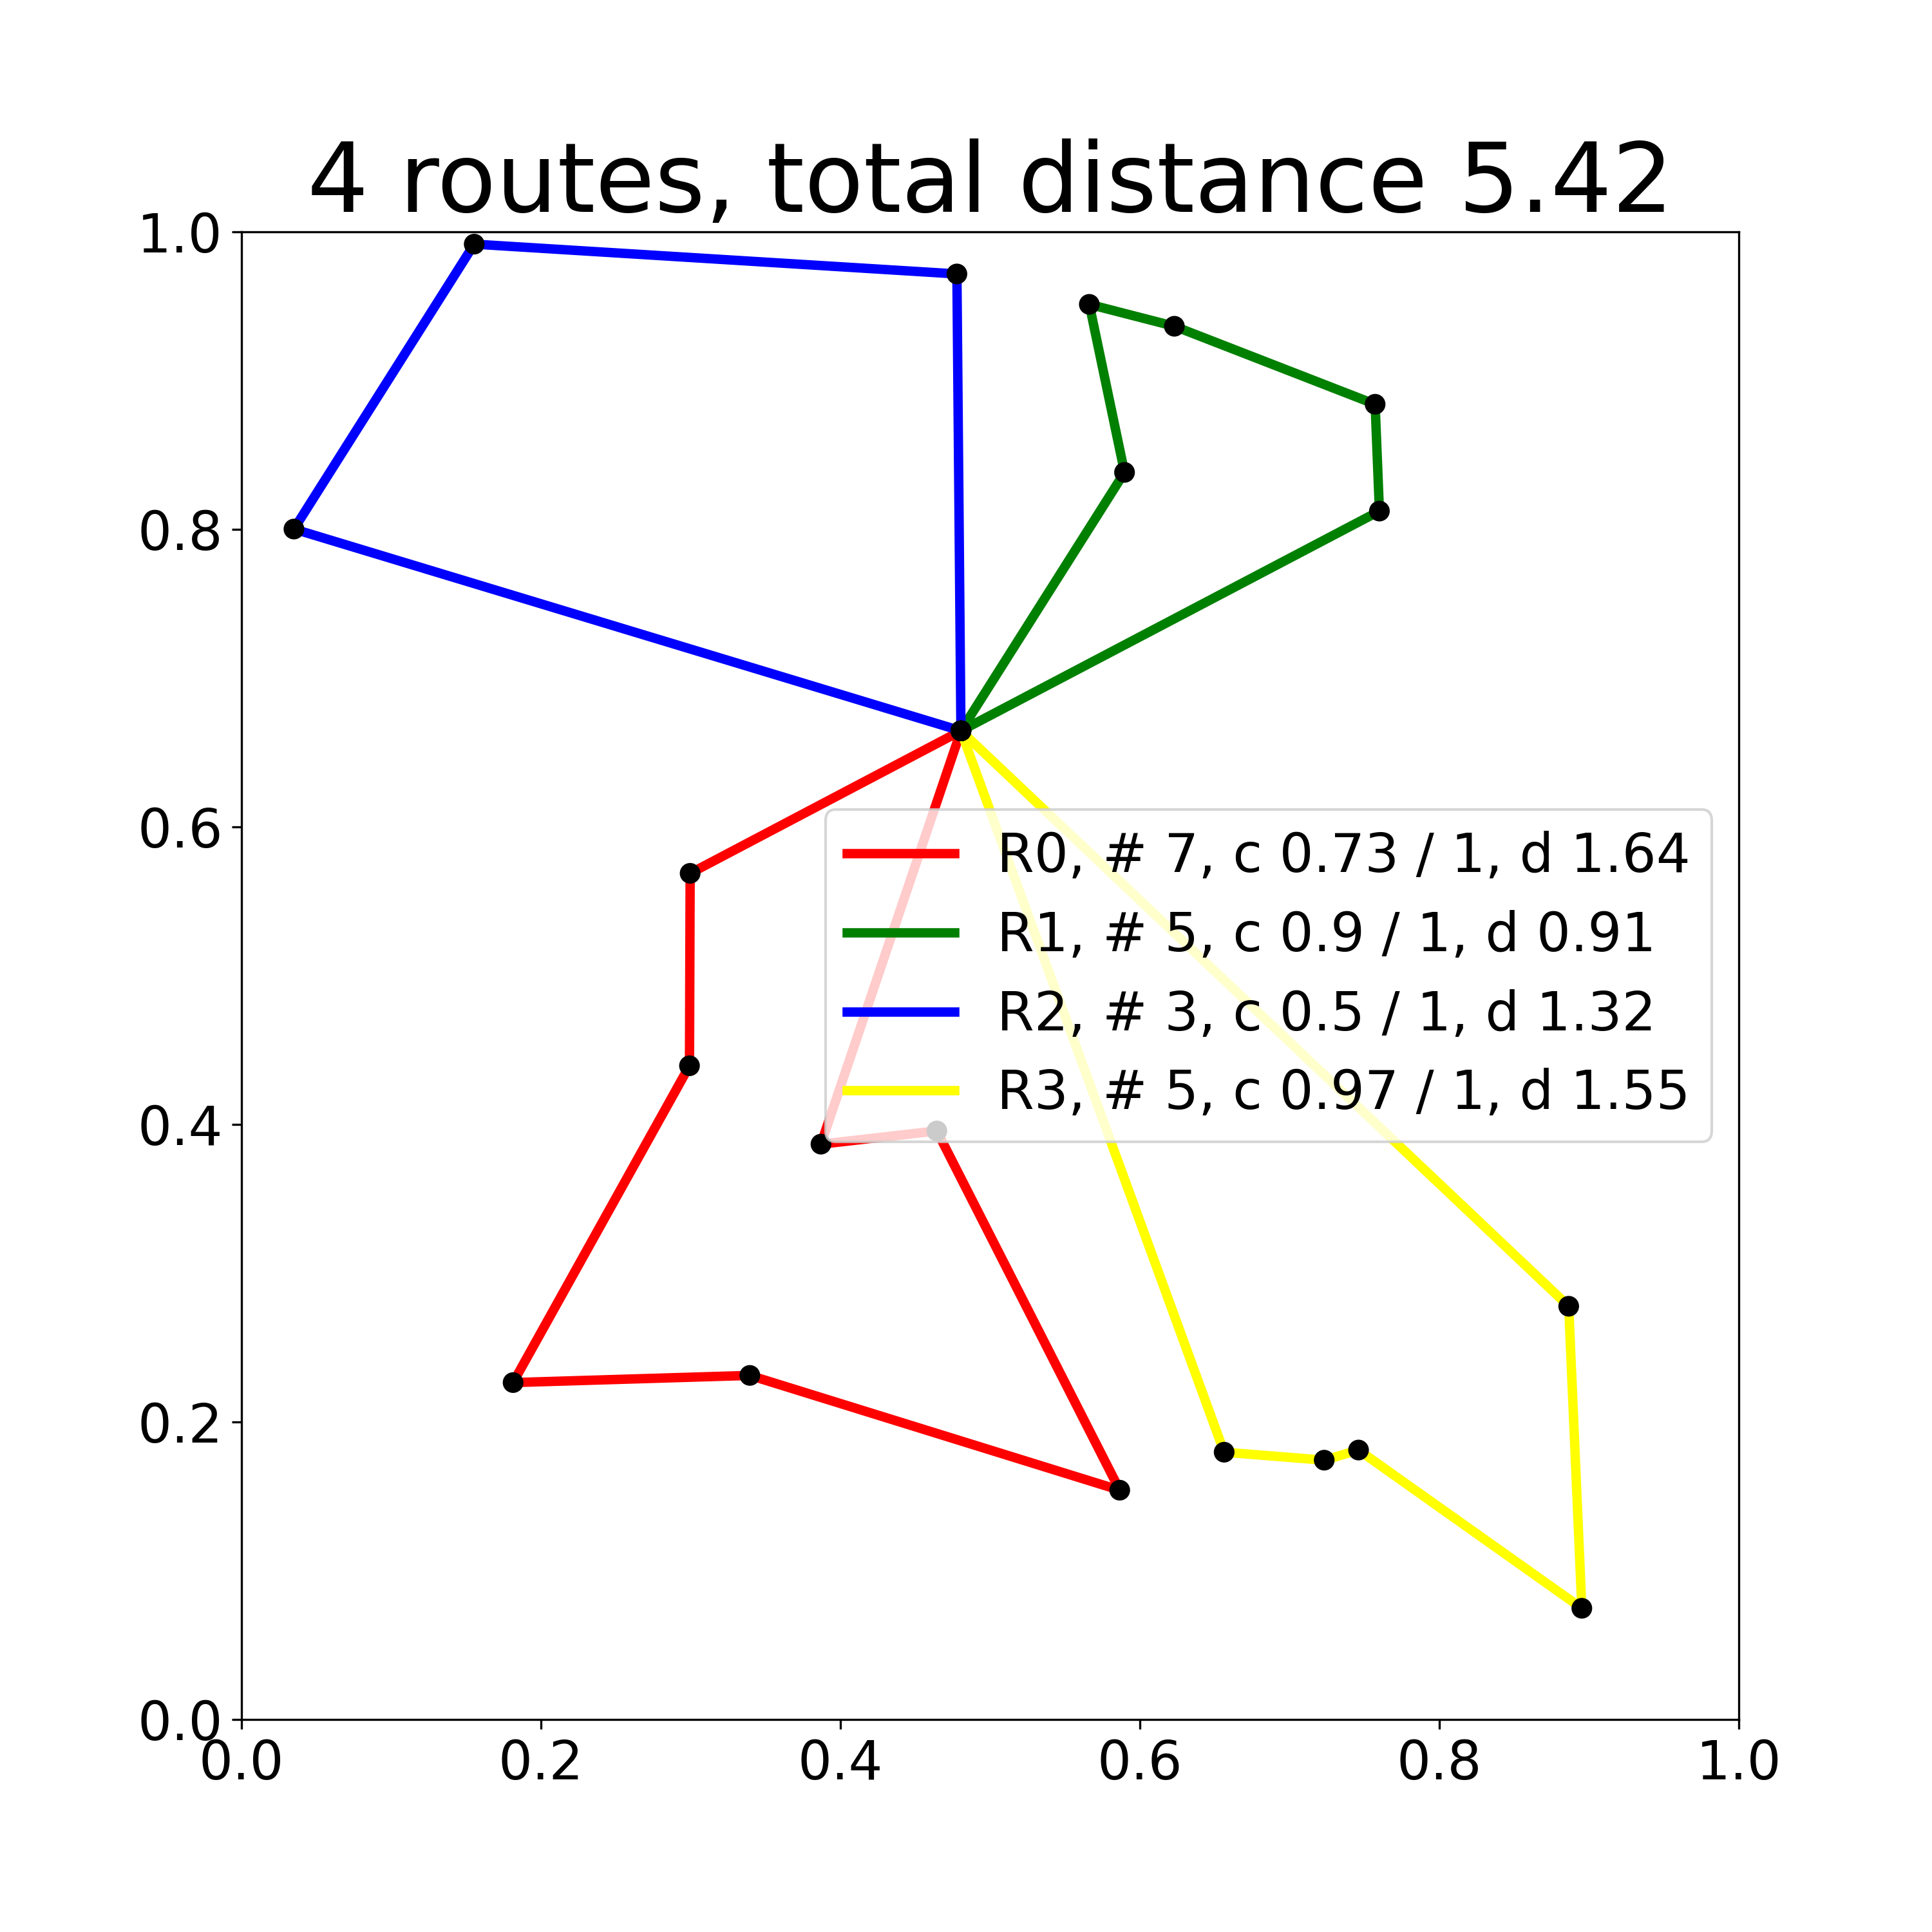 4 routes, total distance 5.42
1.0
0.8
0.6
0.4
0.2
0.0
R0, # 7, c 0.73 / 1, d 1.64
R1, # 5, c 0.9 / 1, d 0.91
R2, # 3, c 0.5 / 1, d 1.32
R3, # 5, c 0.97 / 1, d 1.55
0.0 0.2 0.4 0.6 0.8 1.0